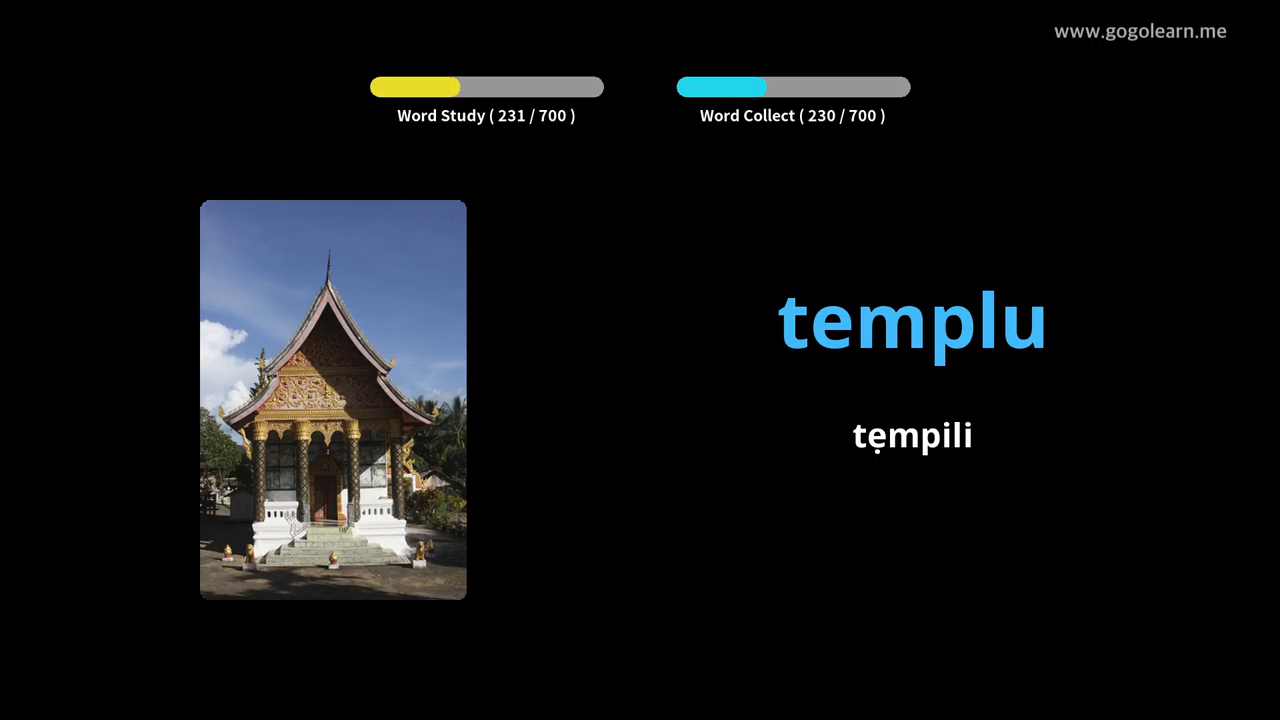 www.gogolearn.me
Word Study ( 231 / 700 )
Word Collect ( 230 / 700 )
templu
tẹmpili